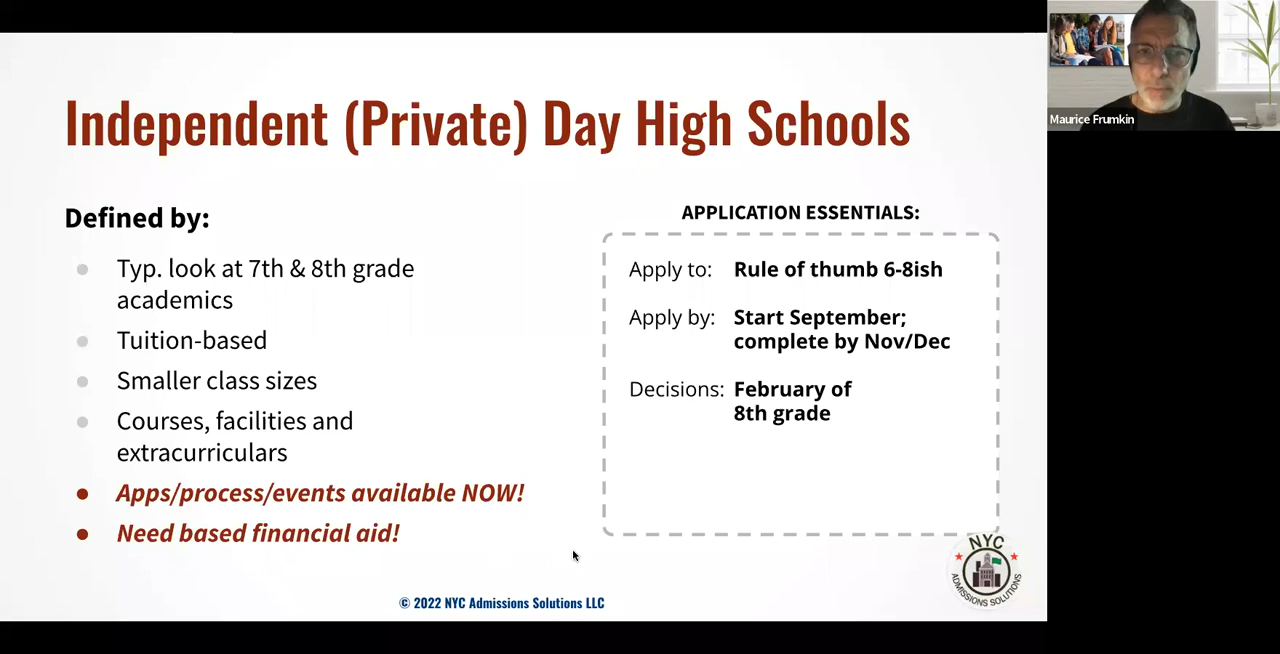 Independent (Private) Day High Schools
Defined by:
Typ. look at 7th & 8th grade
academics
Tuition-based
Smaller class sizes
Courses, facilities and
extracurriculars
Apps/process/events available NOW!
Need based financial aid!
APPLICATION ESSENTIALS:
Apply to: Rule of thumb 6-8ish
Apply by: Start September;
complete by Nov/Dec
Decisions: February of
8th grade
© 2022 NYC Admissions Solutions LLC
NYC
ADMISSIONS SOLUTIONS
Maurice Frumkin